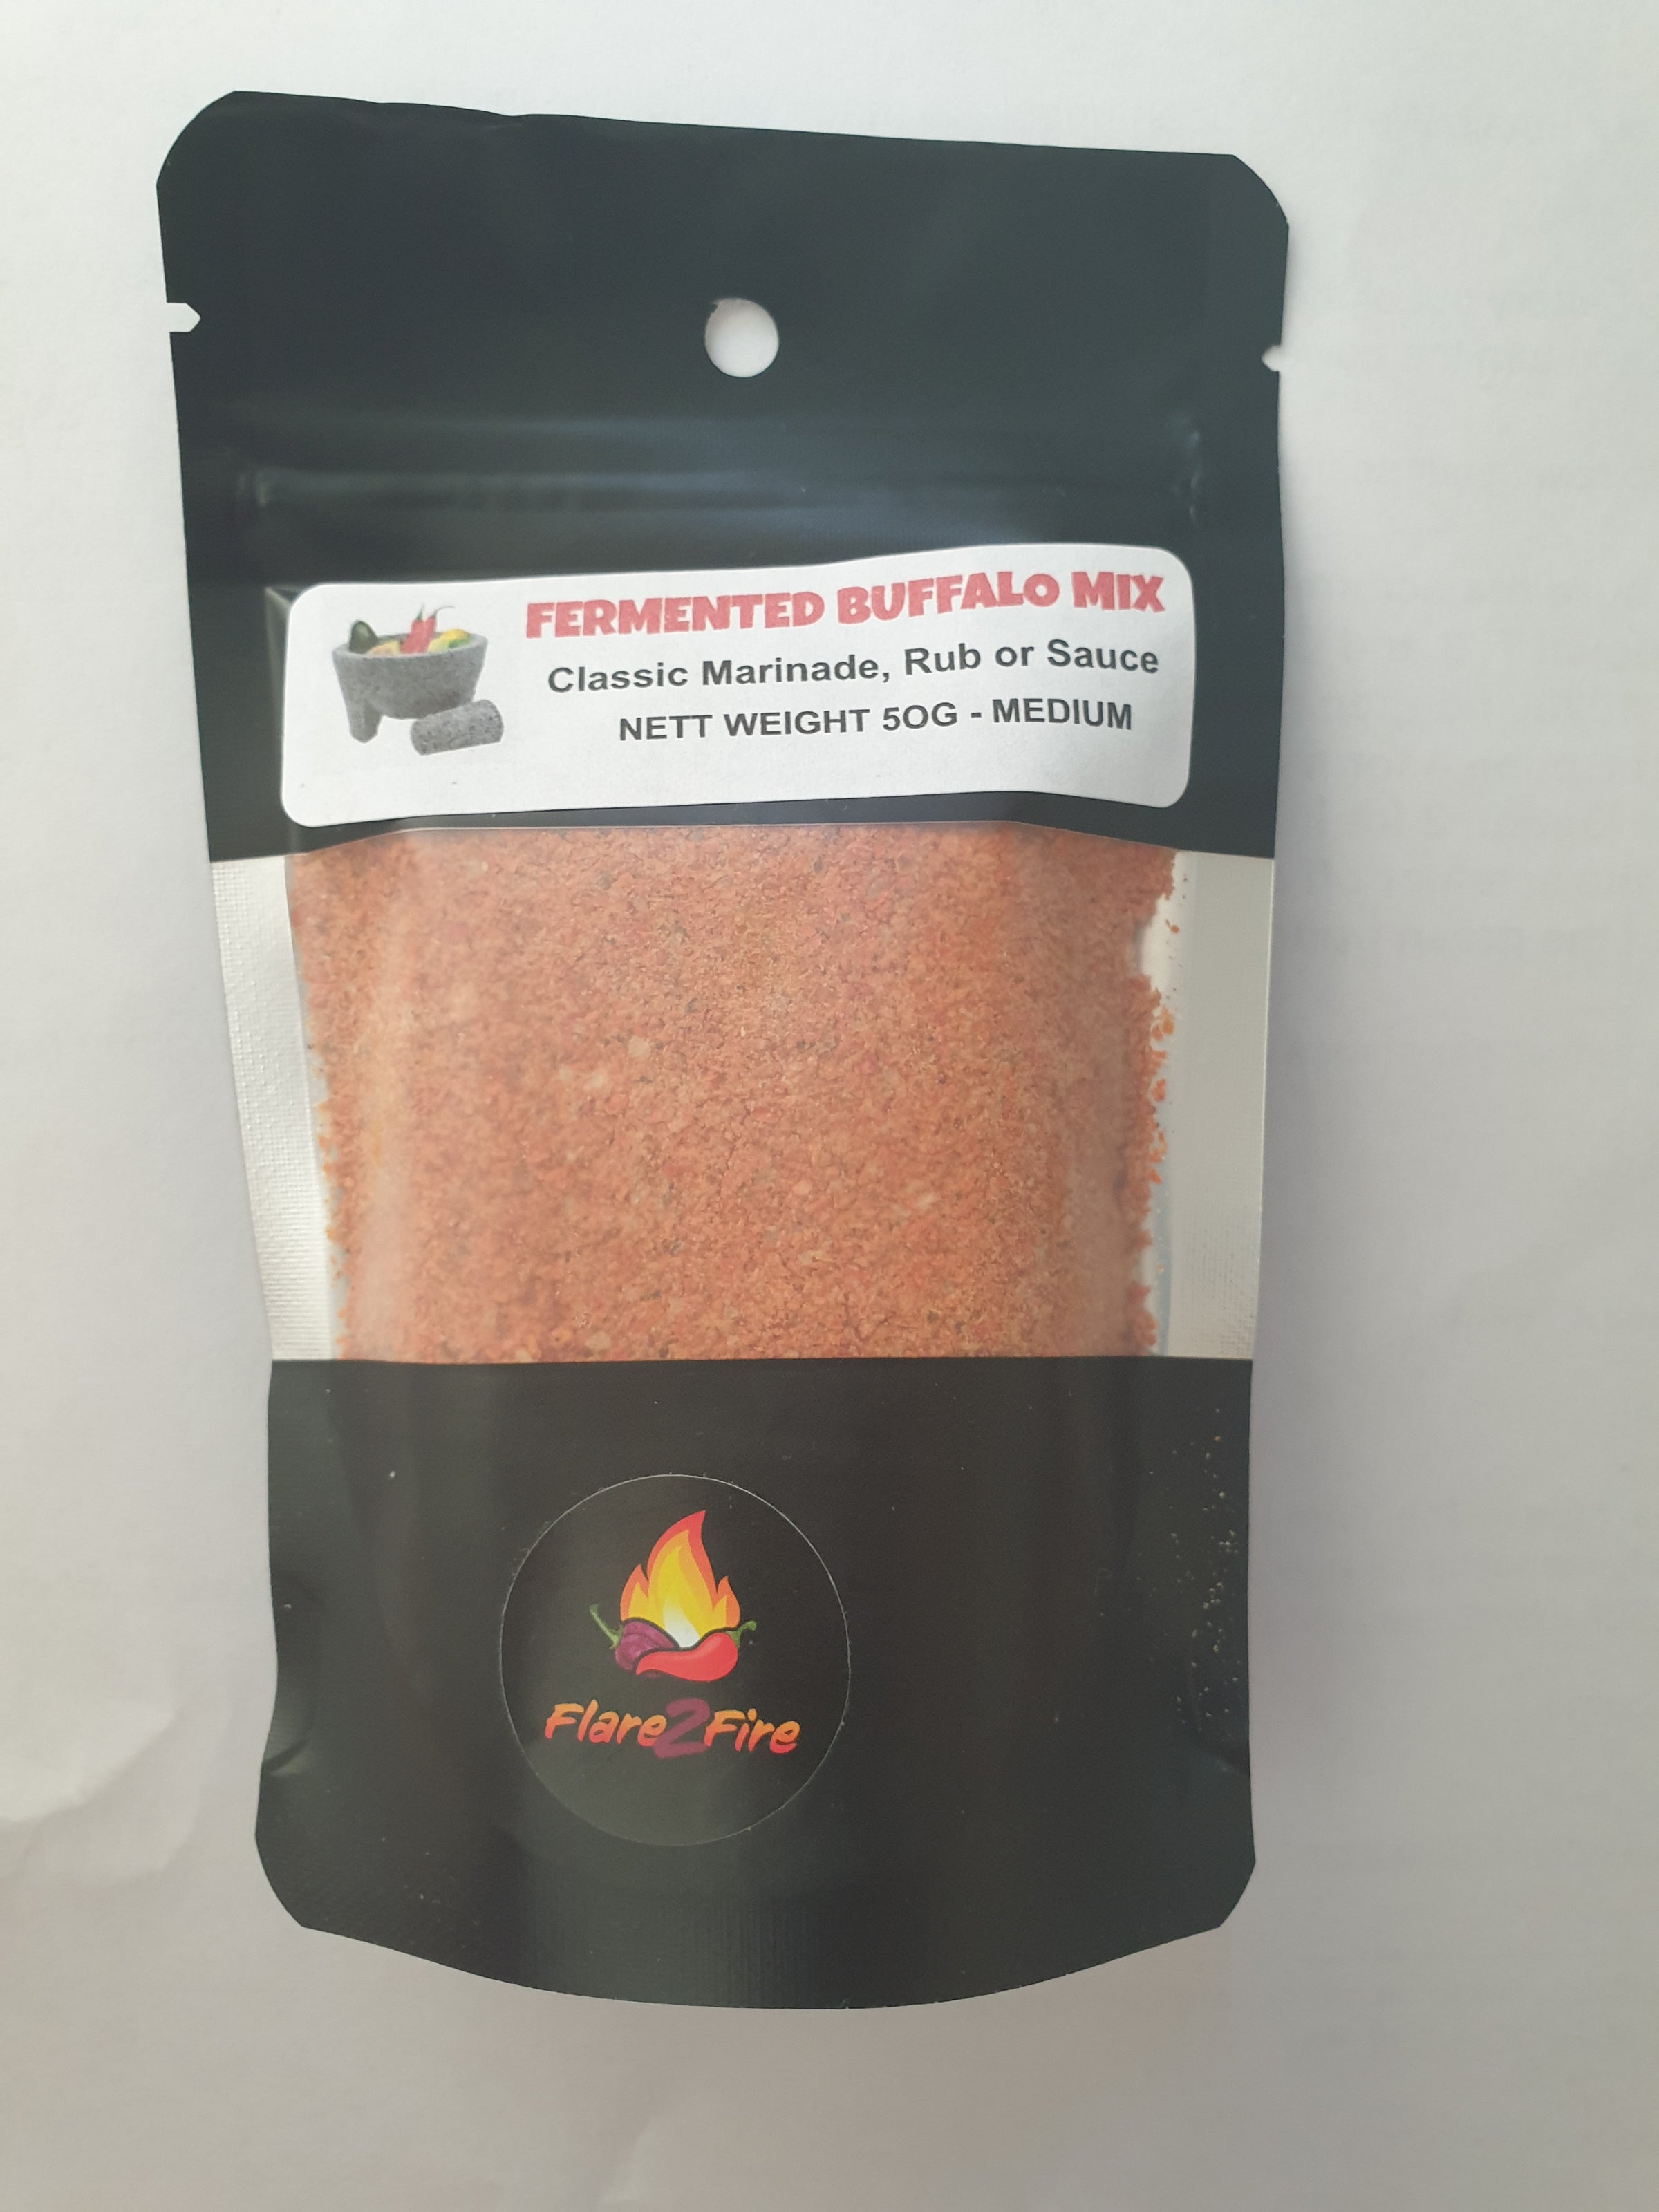 FERMENTED BUFFALO MIX
Classic Marinade, Rub or Sauce
NETT WEIGHT 5OG - MEDIUM
Flare2Fire